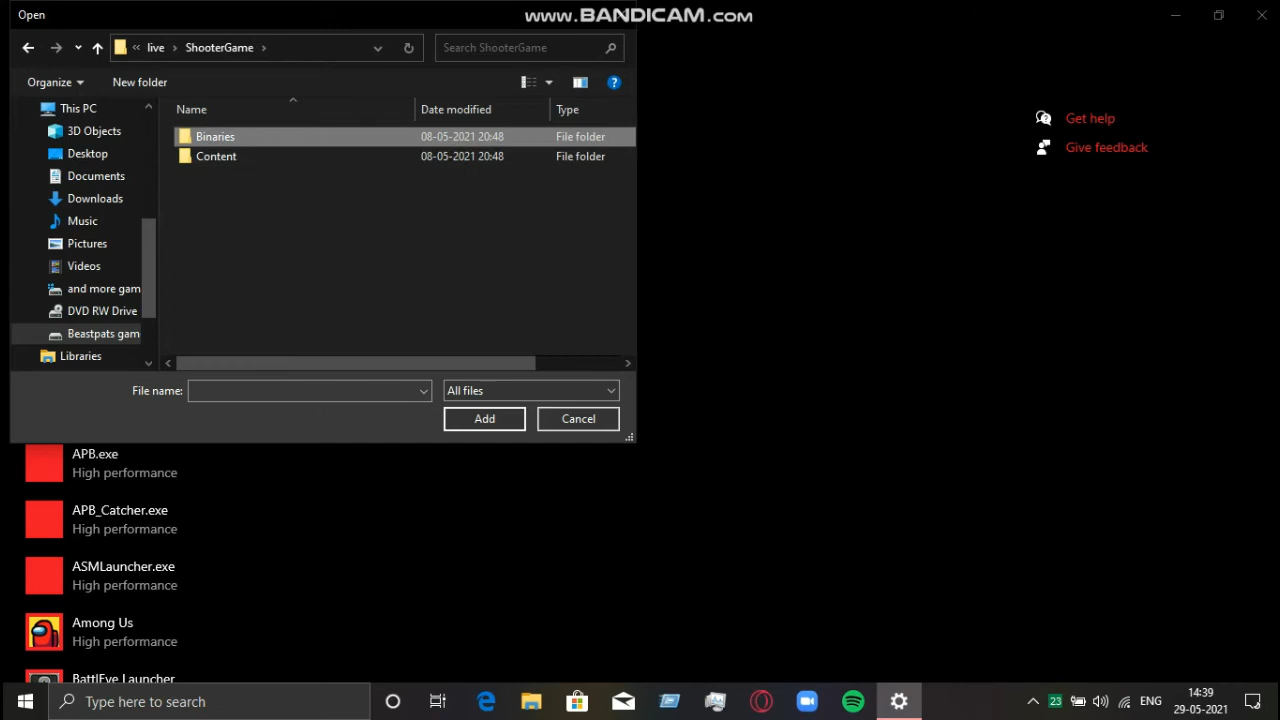 Open
www.BANDICAM.com
live
ShooterGame
Search ShooterGame
Organize
New folder
Name
Date modified
Type
This PC
3D Objects
Desktop
Documents
Downloads
Music
Pictures
Videos
and more gam
DVD RW Drive
Beastpats gam
Libraries
Binaries
08-05-2021 20:48
File folder
Content
08-05-2021 20:48
File folder
File name:
All files
Add
Cancel
Get help
Give feedback
APB.exe
High performance
APB_Catcher.exe
High performance
ASMLauncher.exe
High performance
Among Us
High performance
BattlEye Launcher
Type here to search
23
ENG
14:39
29-05-2021